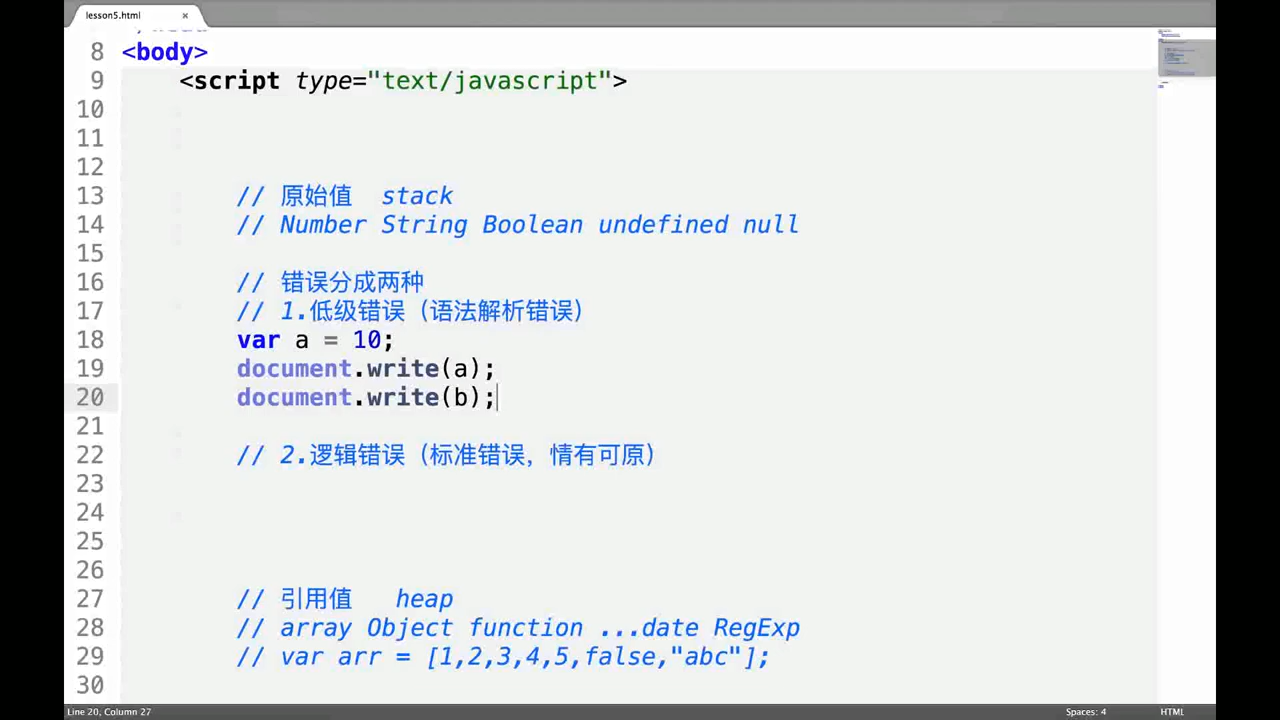 lesson5.html ×
8 <body>
9 <script type="text/javascript">
10
11
12
13 // 原始值 stack
14 // Number String Boolean undefined null
15
16 // 错误分成两种
17 // 1.低级错误（语法解析错误）
18 var a = 10;
19 document.write(a);
20 document.write(b);
21
22 // 2.逻辑错误（标准错误，情有可原）
23
24
25
26
27 // 引用值 heap
28 // array Object function ...date RegExp
29 // var arr = [1,2,3,4,5,false,"abc"];
30
Line 20, Column 27 Spaces: 4 HTML